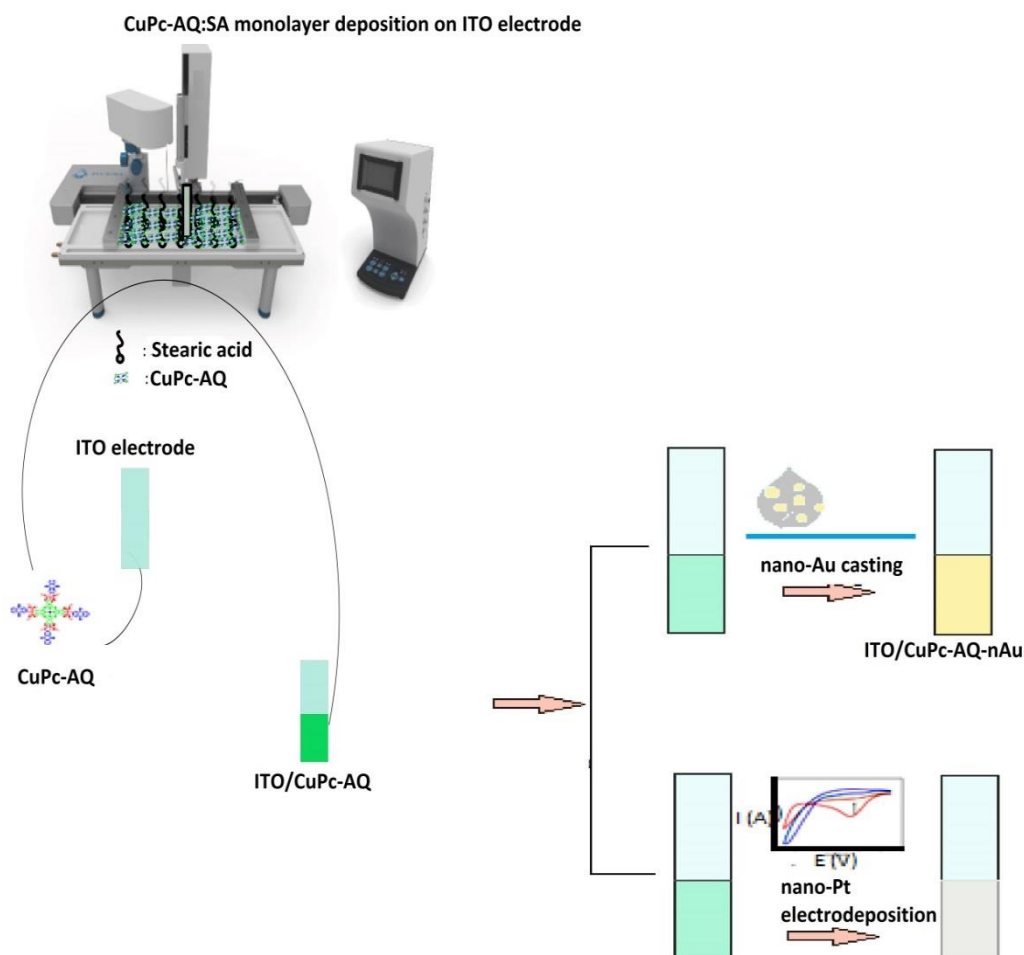 CuPc-AQ:SA monolayer deposition on ITO electrode
: Stearic acid
:CuPc-AQ
ITO electrode
CuPc-AQ
ITO/CuPc-AQ
nano-Au casting
ITO/CuPc-AQ-nAu
I (A)
E (V)
nano-Pt
electrodeposition